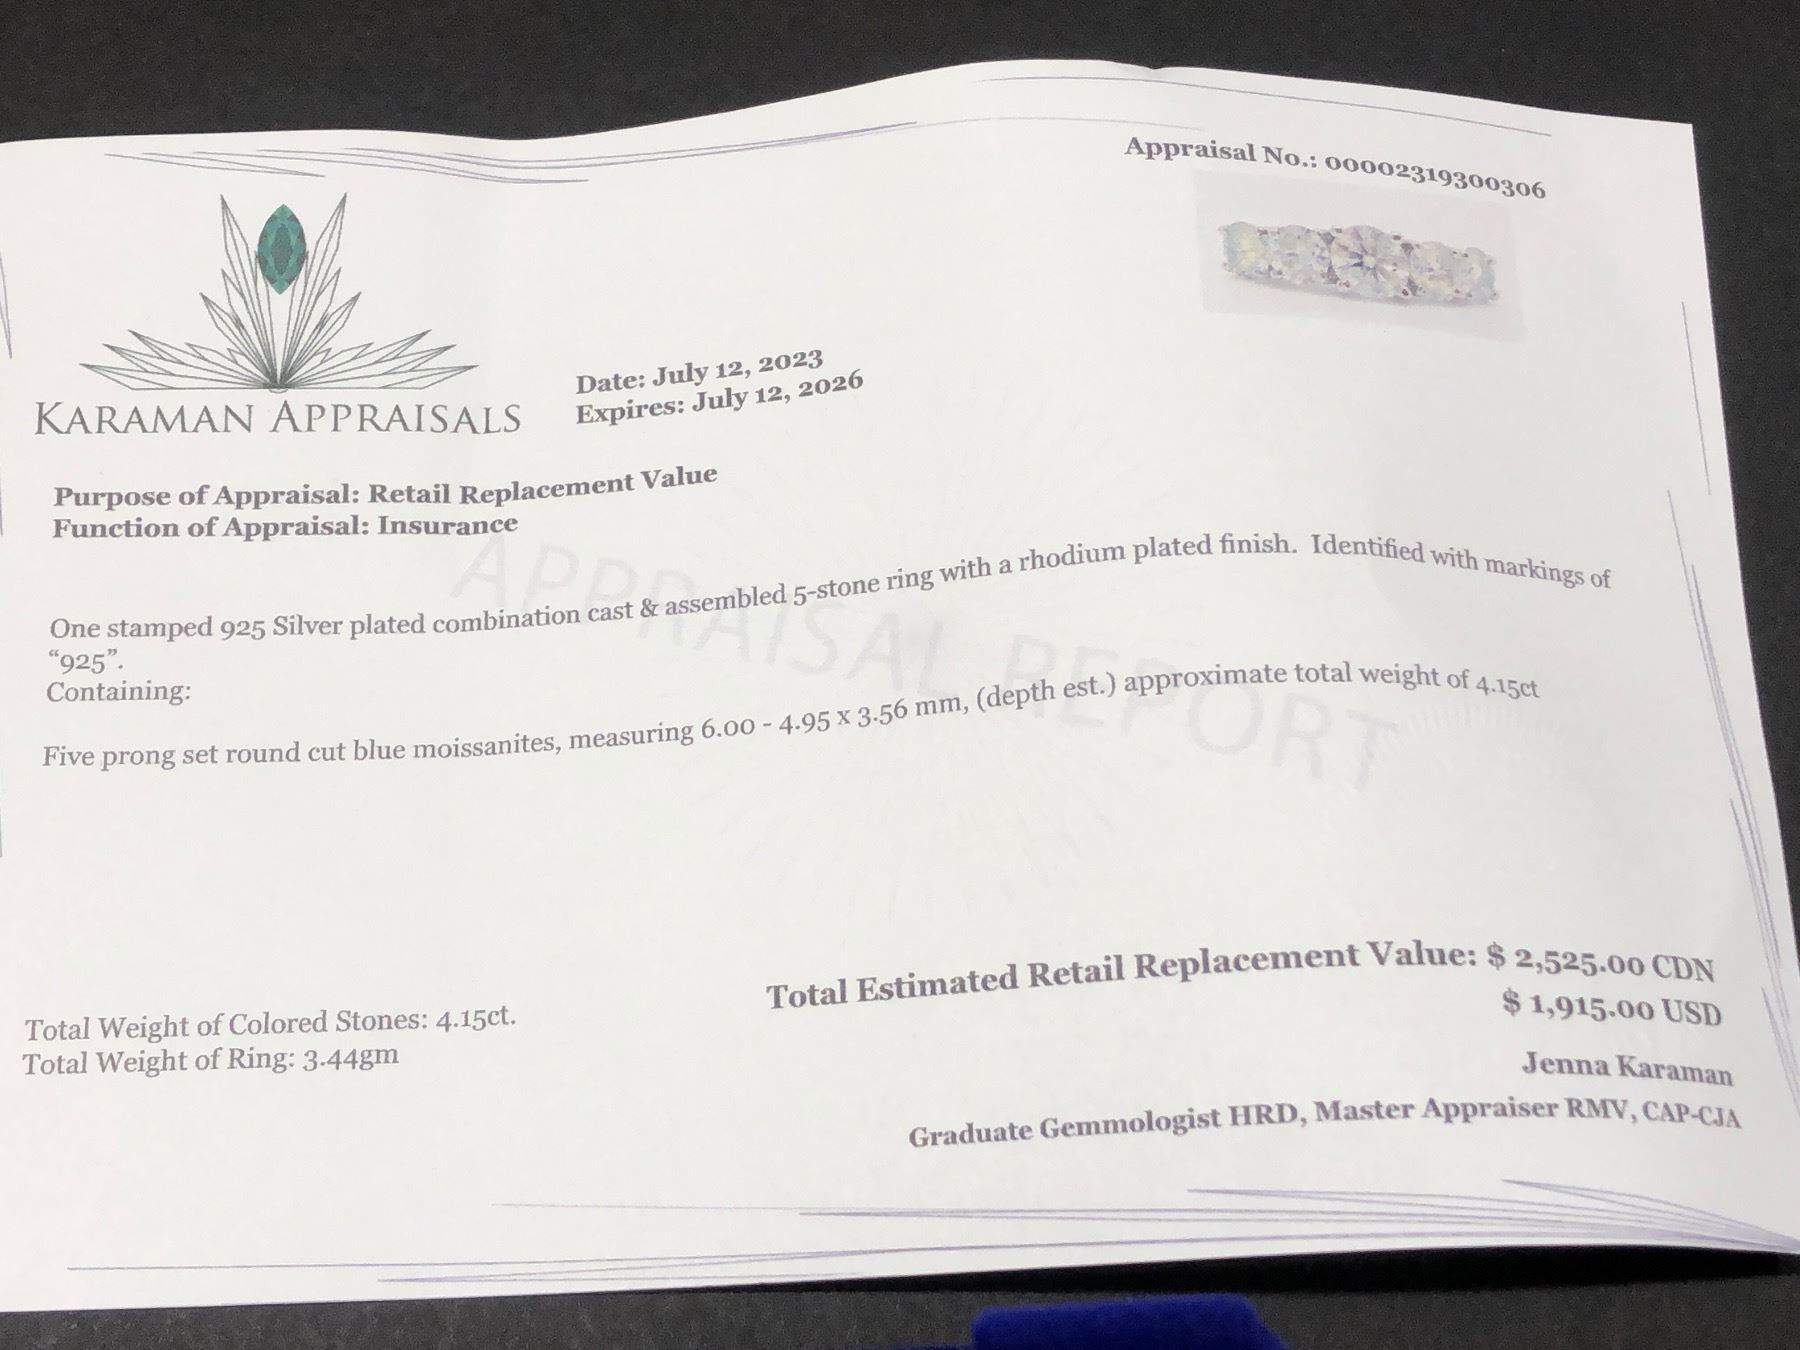 Appraisal No.: 00002319300306
KARAMAN APPRAISALS
Date: July 12, 2023
Expires: July 12, 2026
Purpose of Appraisal: Retail Replacement Value
Function of Appraisal: Insurance
APPRAISAL REPORT
One stamped 925 Silver plated combination cast & assembled 5-stone ring with a rhodium plated finish. Identified with markings of
“925”.
Containing:
Five prong set round cut blue moissanites, measuring 6.00 - 4.95 x 3.56 mm, (depth est.) approximate total weight of 4.15ct
Total Estimated Retail Replacement Value: $ 2,525.00 CDN
$ 1,915.00 USD
Total Weight of Colored Stones: 4.15ct.
Total Weight of Ring: 3.44gm
Jenna Karaman
Graduate Gemmologist HRD, Master Appraiser RMV, CAP-CJA